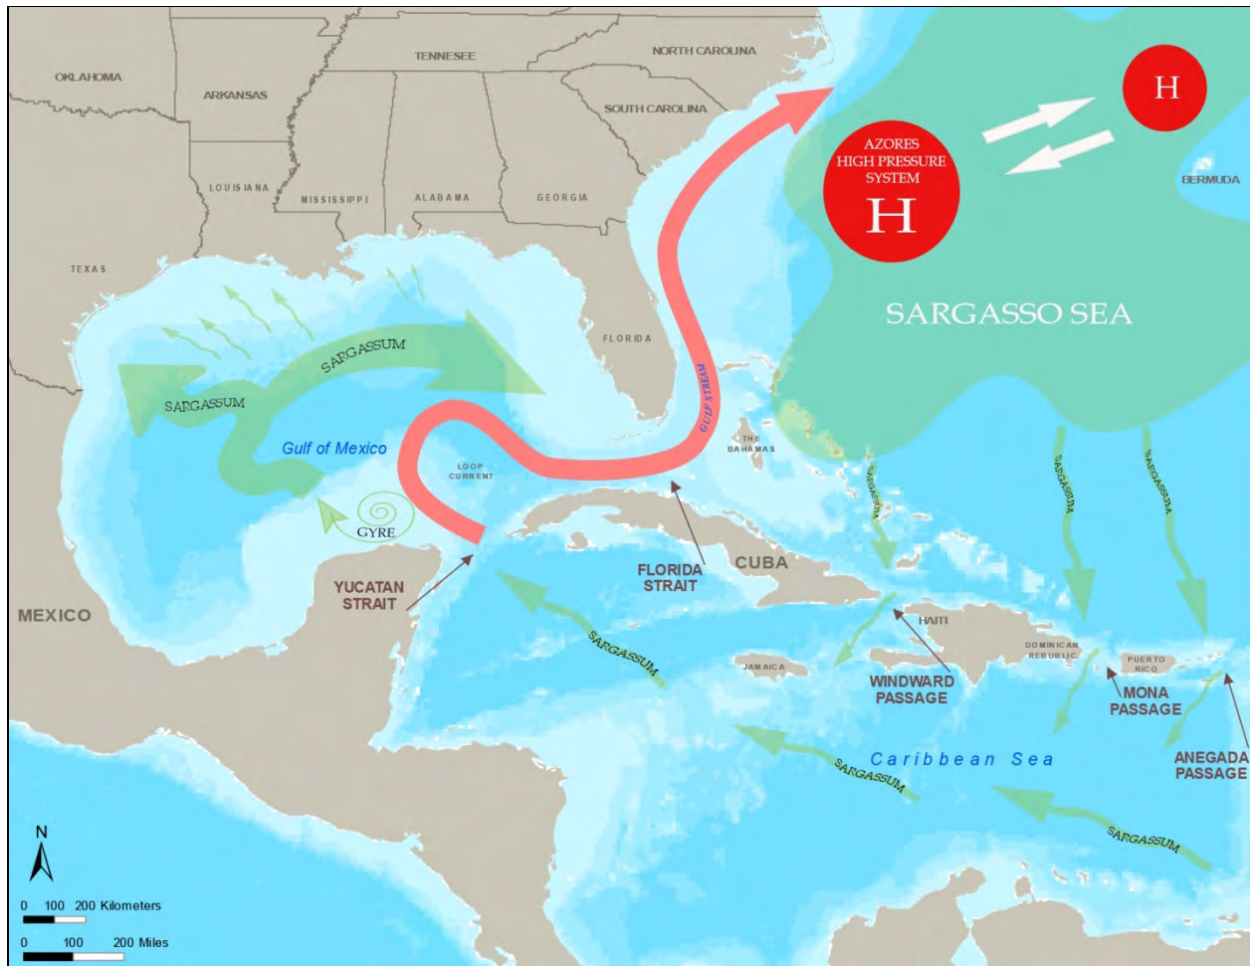 NORTH CAROLINA
TENNESSEE
OKLAHOMA
ARKANSAS
SOUTH CAROLINA
H
AZORES
HIGH PRESSURE
SYSTEM
H
BERMUDA
LOUISIANA
MISSISSIPPI
ALABAMA
GEORGIA
TEXAS
SARGASSO SEA
FLORIDA
SARGASSUM
SARGASSUM
GULF STREAM
Gulf of Mexico
LOOP
CURRENT
THE
BAHAMAS
SARGASSUM
SARGASSUM
SARGASSUM
GYRE
YUCATAN
STRAIT
FLORIDA
STRAIT
CUBA
MEXICO
HAITI
DOMINICAN
REPUBLIC
PUERTO
RICO
JAMAICA
SARGASSUM
WINDWARD
PASSAGE
MONA
PASSAGE
ANEGADA
PASSAGE
Caribbean Sea
SARGASSUM
SARGASSUM
N
0 100 200 Kilometers
0 100 200 Miles